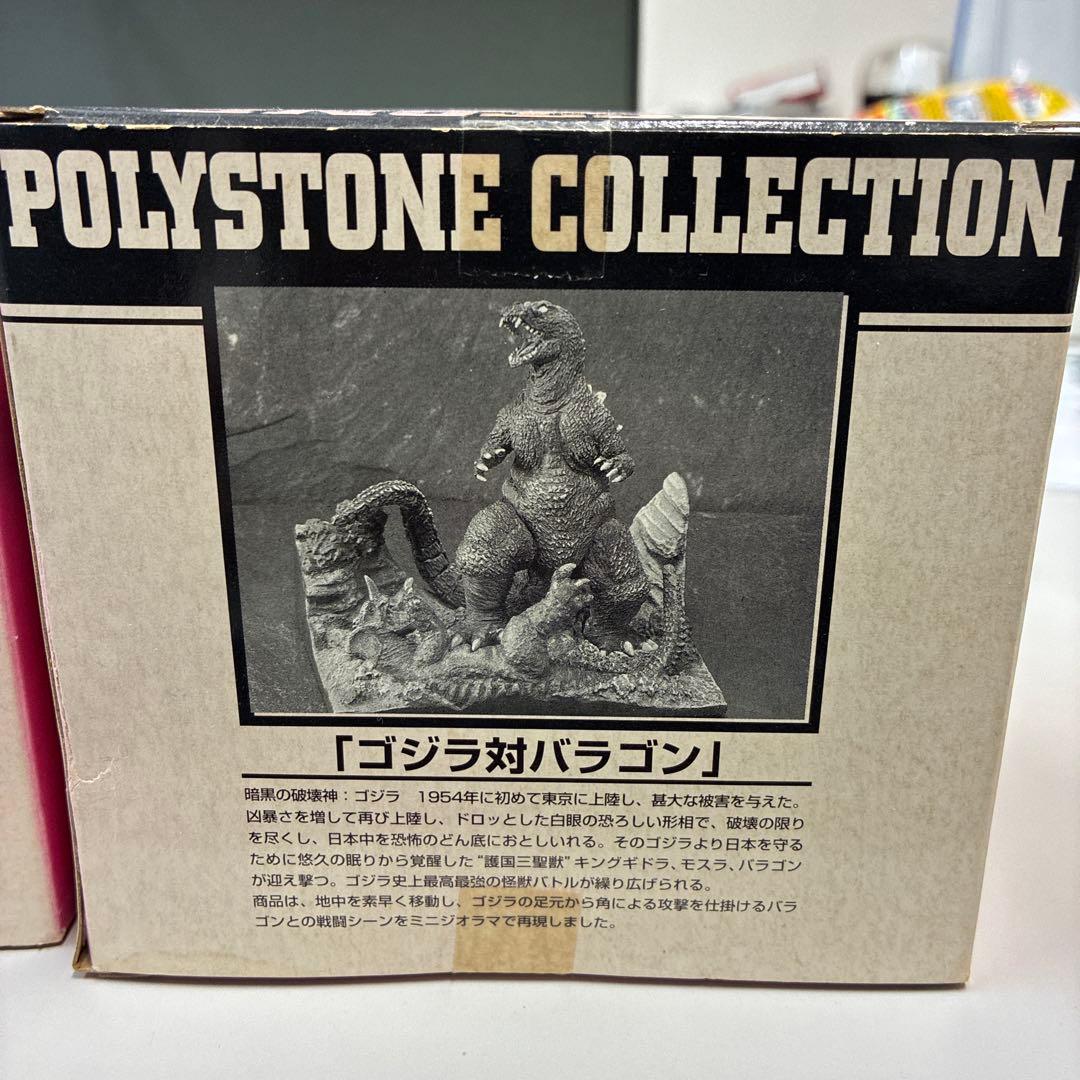 POLYSTONE COLLECTION
「ゴジラ対バラゴン」
暗黒の破壊神：ゴジラ　1954年に初めて東京に上陸し、甚大な被害を与えた。
凶暴さを増して再び上陸し、ドロッとした白眼の恐ろしい形相で、破壊の限り
を尽くし、日本中を恐怖のどん底におとしいれる。そのゴジラより日本を守る
ために悠久の眠りから覚醒した“護国三聖獣”キングギドラ、モスラ、バラゴン
が迎え撃つ。ゴジラ史上最高最強の怪獣バトルが繰り広げられる。
商品は、地中を素早く移動し、ゴジラの足元から角による攻撃を仕掛けるバラ
ゴンとの戦闘シーンをミニジオラマで再現しました。